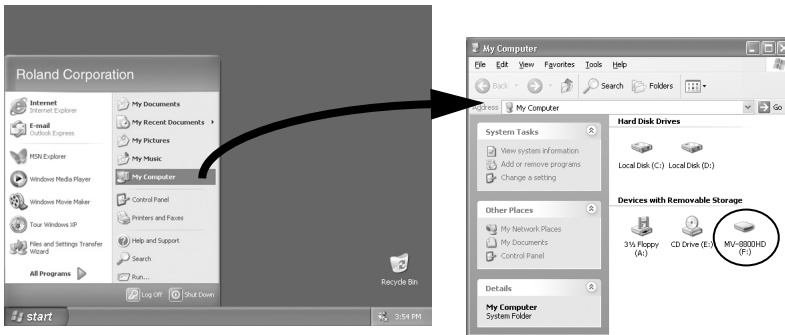 Roland Corporation
Internet
Internet Explorer
E-mail
Outlook Express
MSN Explorer
Windows Media Player
Windows Movie Maker
Tour Windows XP
Files and Settings Transfer
Wizard
All Programs
My Documents
My Recent Documents
My Pictures
My Music
My Computer
Control Panel
Printers and Faxes
Help and Support
Search
Run...
Log Off
Shut Down
start
Recycle Bin
3:54 PM
My Computer
File Edit View Favorites Tools Help
Back Search Folders
Address My Computer Go
System Tasks
View system information
Add or remove programs
Change a setting
Other Places
My Network Places
My Documents
Control Panel
Details
My Computer
System Folder
Hard Disk Drives
Local Disk (C:) Local Disk (D:)
Devices with Removable Storage
3½ Floppy
(A:)
CD Drive (E:)
MV-8800HD
(F:)